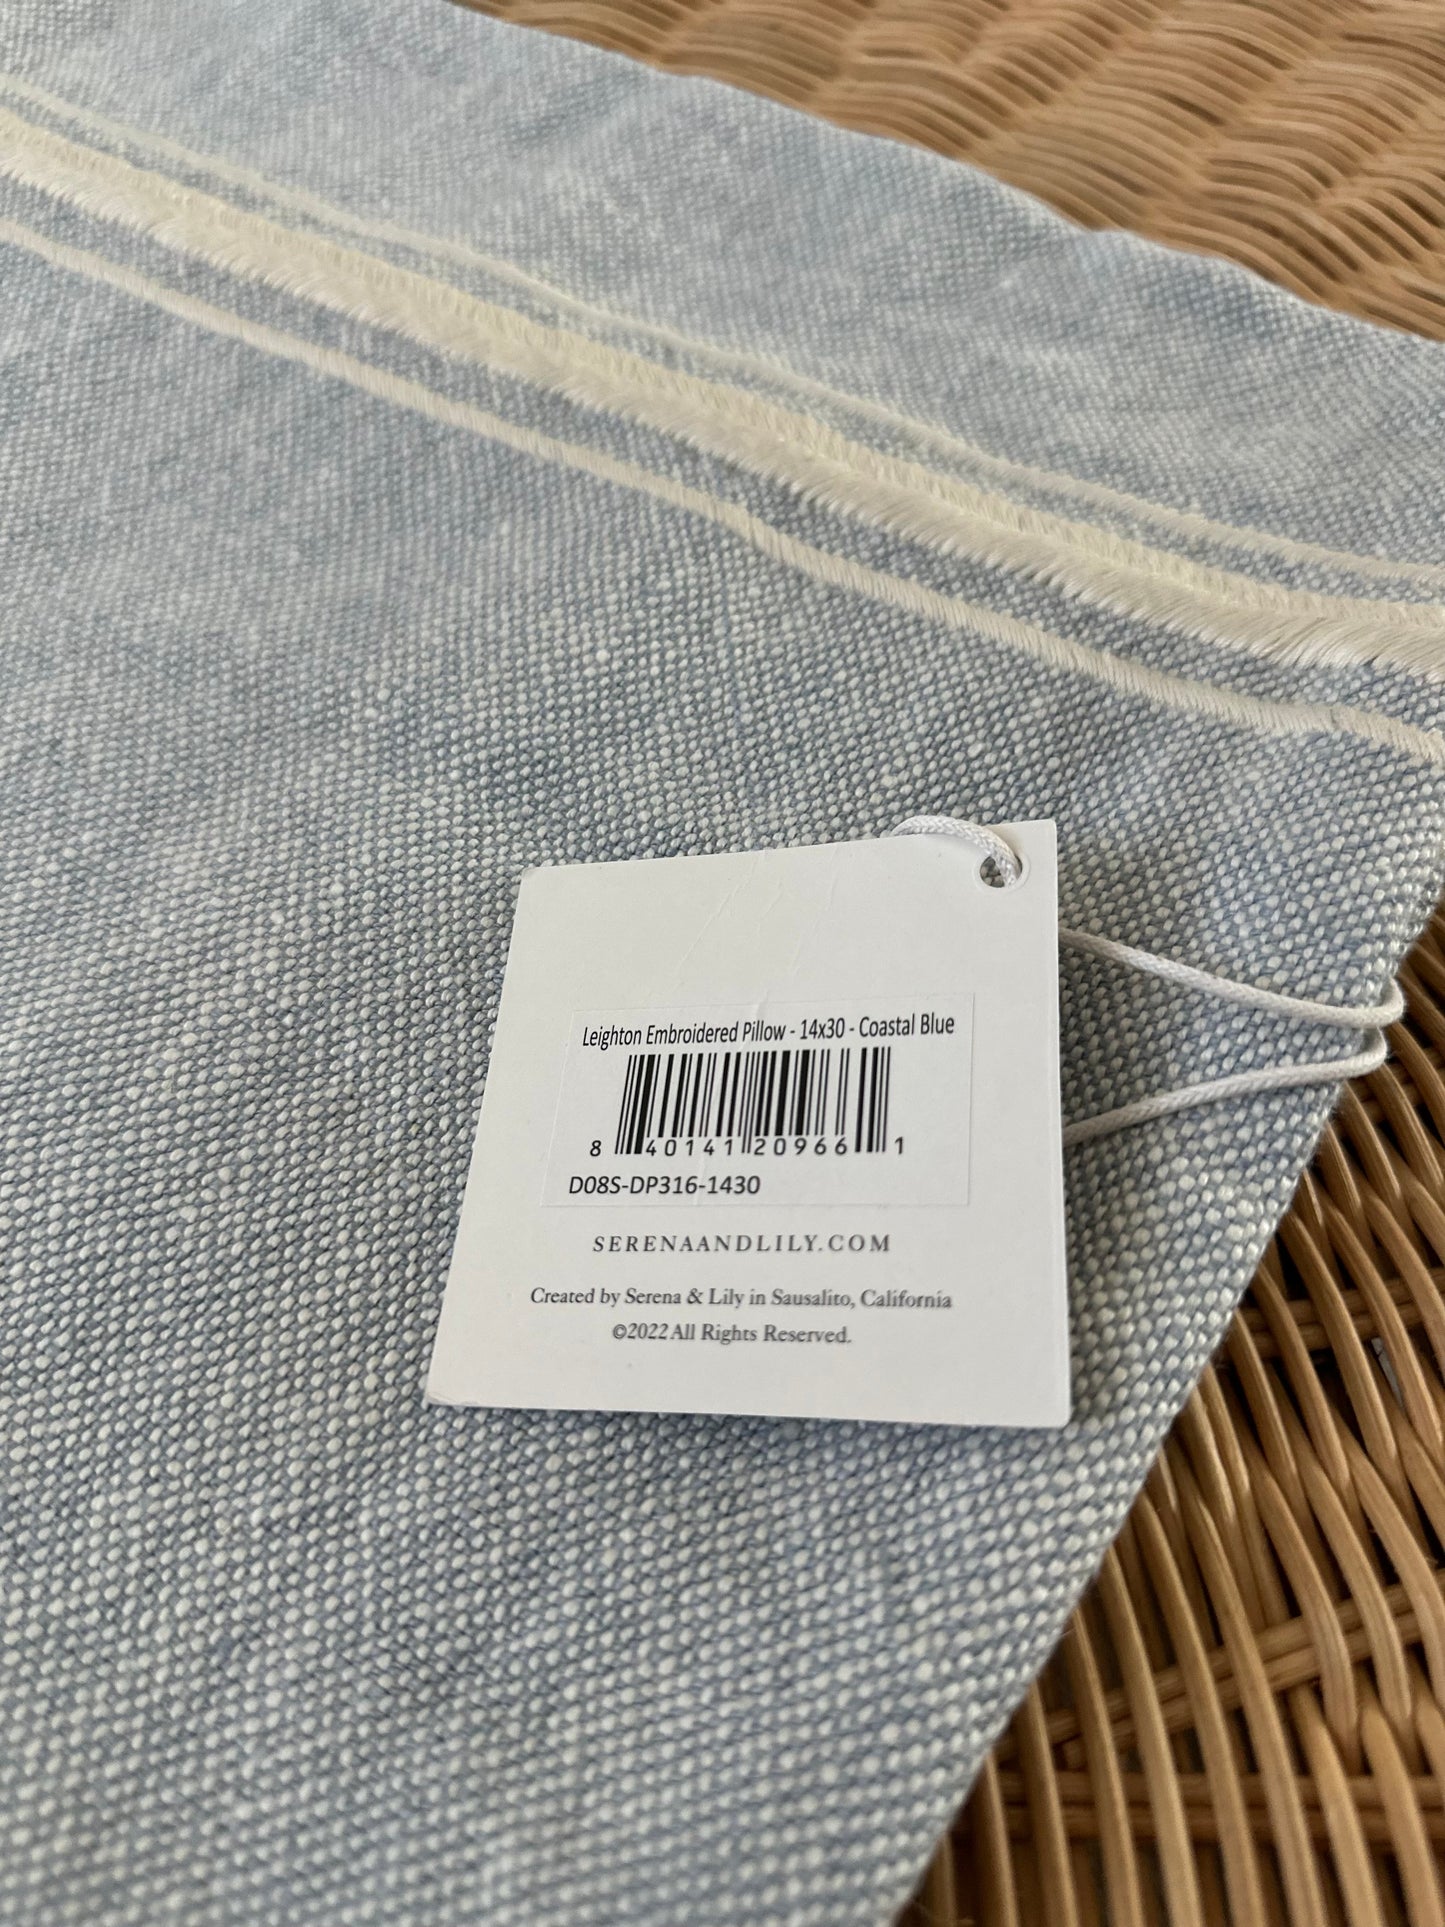 Leighton Embroidered Pillow - 14x30 - Coastal Blue
8 40141 20966 1
D08S-DP316-1430
SERENAANDLILY.COM
Created by Serena & Lily in Sausalito, California
©2022 All Rights Reserved.